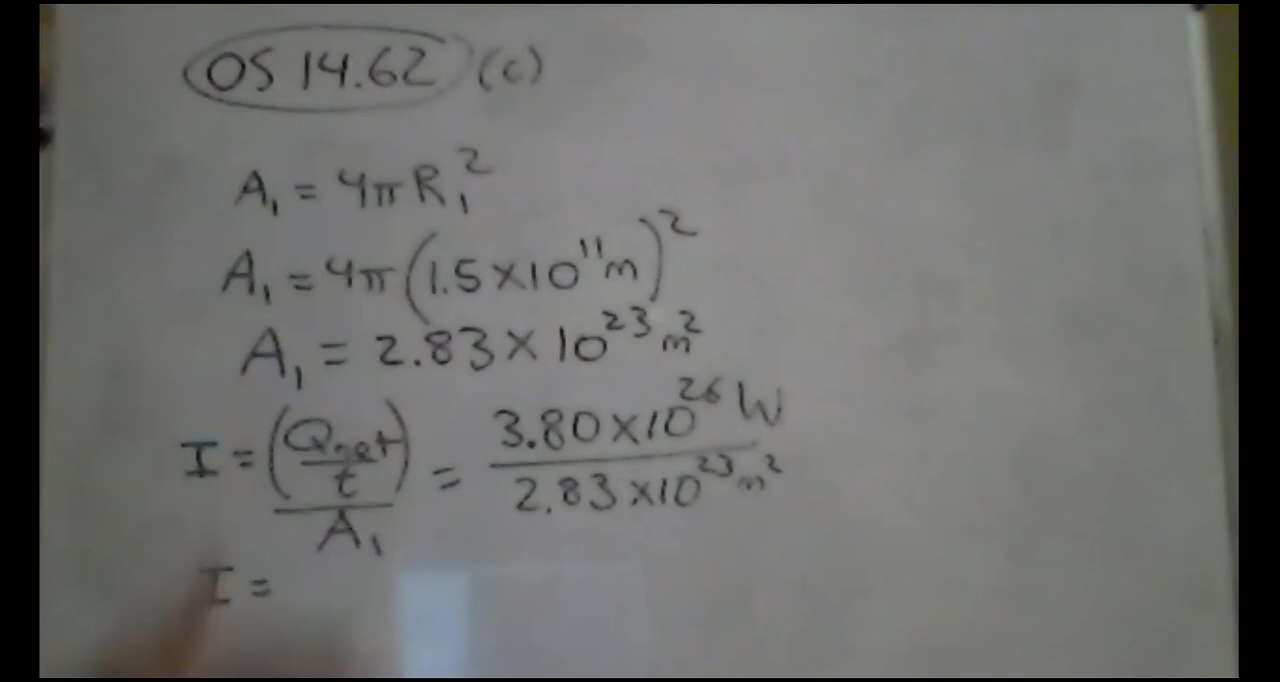 OS 14.62 (c)
A₁ = 4πR₁²
A₁ = 4π(1.5×10¹¹m)²
A₁ = 2.83×10²³m²
I = (Qnet/t)/A₁ = 3.80×10²⁶W/2.83×10²³m²
I =